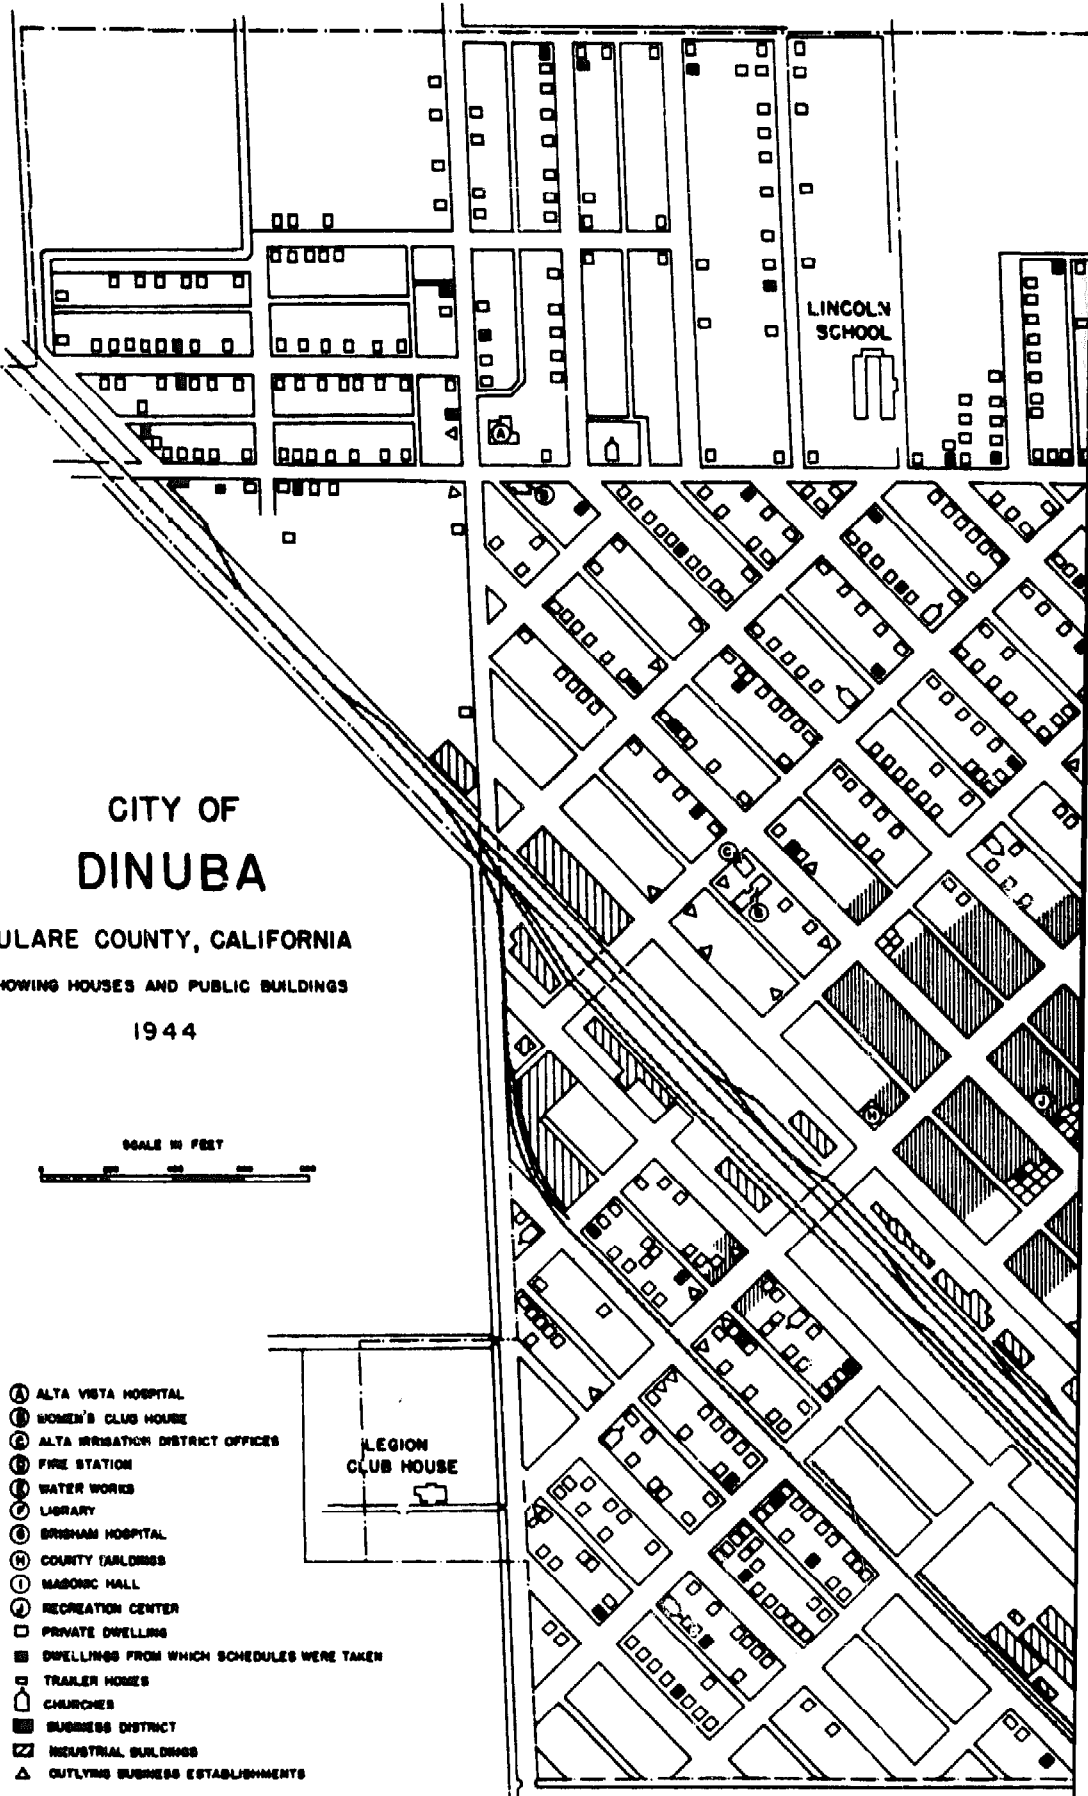 LINCOLN
SCHOOL
A
CITY OF
DINUBA
ULARE COUNTY, CALIFORNIA
HOWING HOUSES AND PUBLIC BUILDINGS
1944
C
H
J
SCALE IN FEET
LEGION
CLUB HOUSE
A ALTA VISTA HOSPITAL
WOMEN'S CLUB HOUSE
C ALTA IRRIGATION DISTRICT OFFICES
D FIRE STATION
E WATER WORKS
F LIBRARY
G BRIGHAM HOSPITAL
H COUNTY BUILDINGS
I MASONIC HALL
J RECREATION CENTER
PRIVATE DWELLING
DWELLINGS FROM WHICH SCHEDULES WERE TAKEN
TRAILER HOMES
CHURCHES
BUSINESS DISTRICT
INDUSTRIAL BUILDINGS
OUTLYING BUSINESS ESTABLISHMENTS